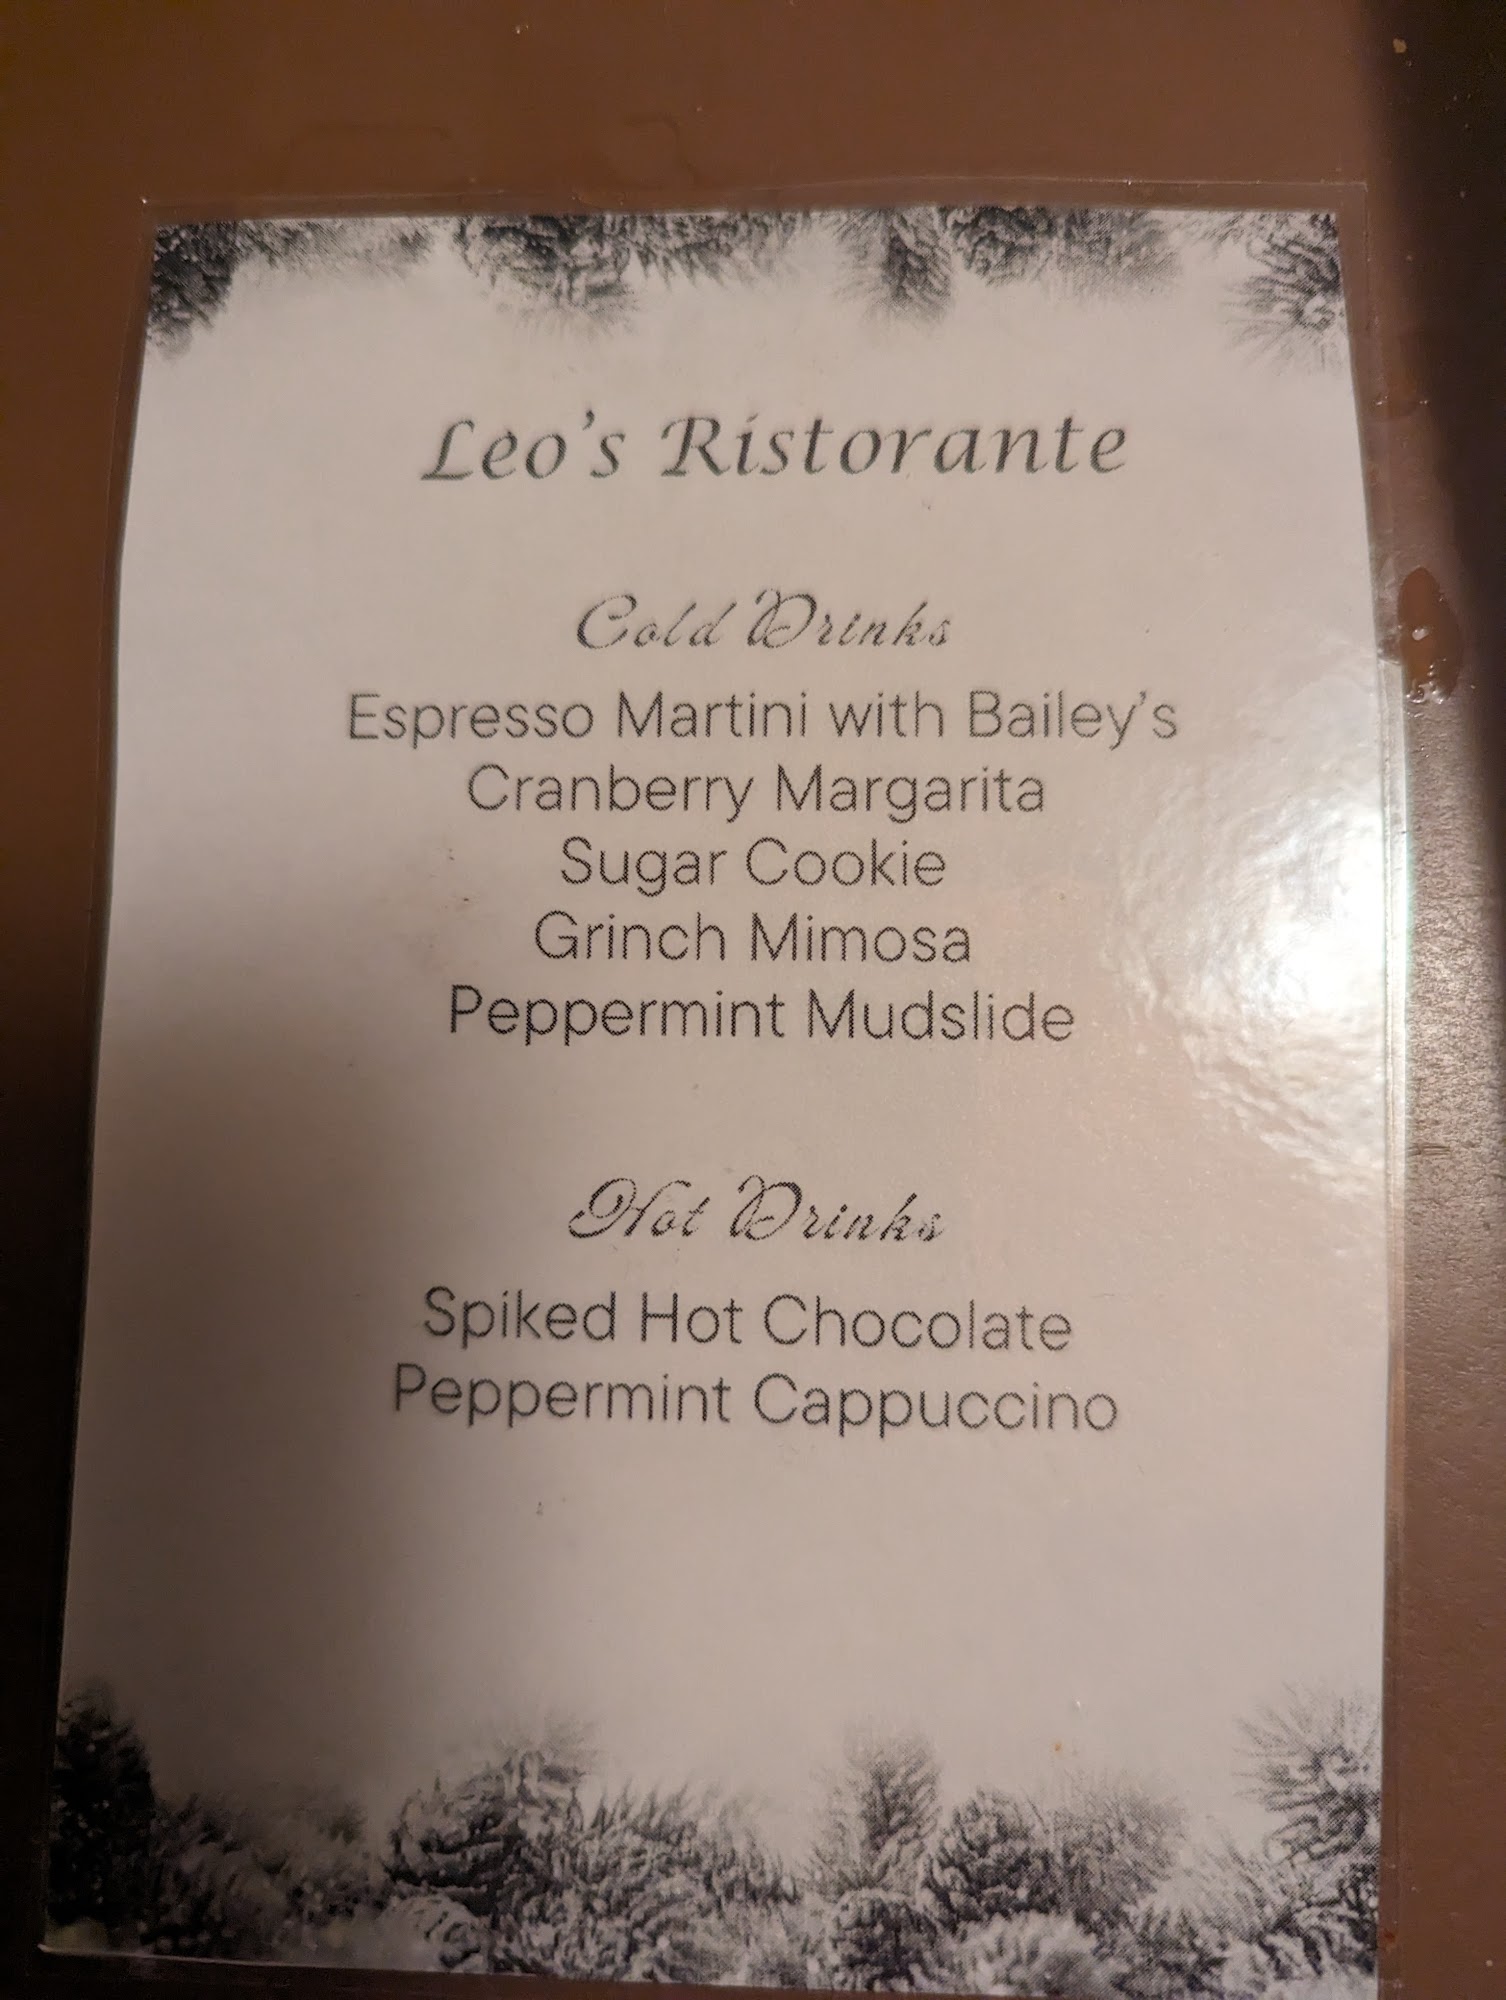 Leo's Ristorante
Cold Drinks
Espresso Martini with Bailey's
Cranberry Margarita
Sugar Cookie
Grinch Mimosa
Peppermint Mudslide
Hot Drinks
Spiked Hot Chocolate
Peppermint Cappuccino